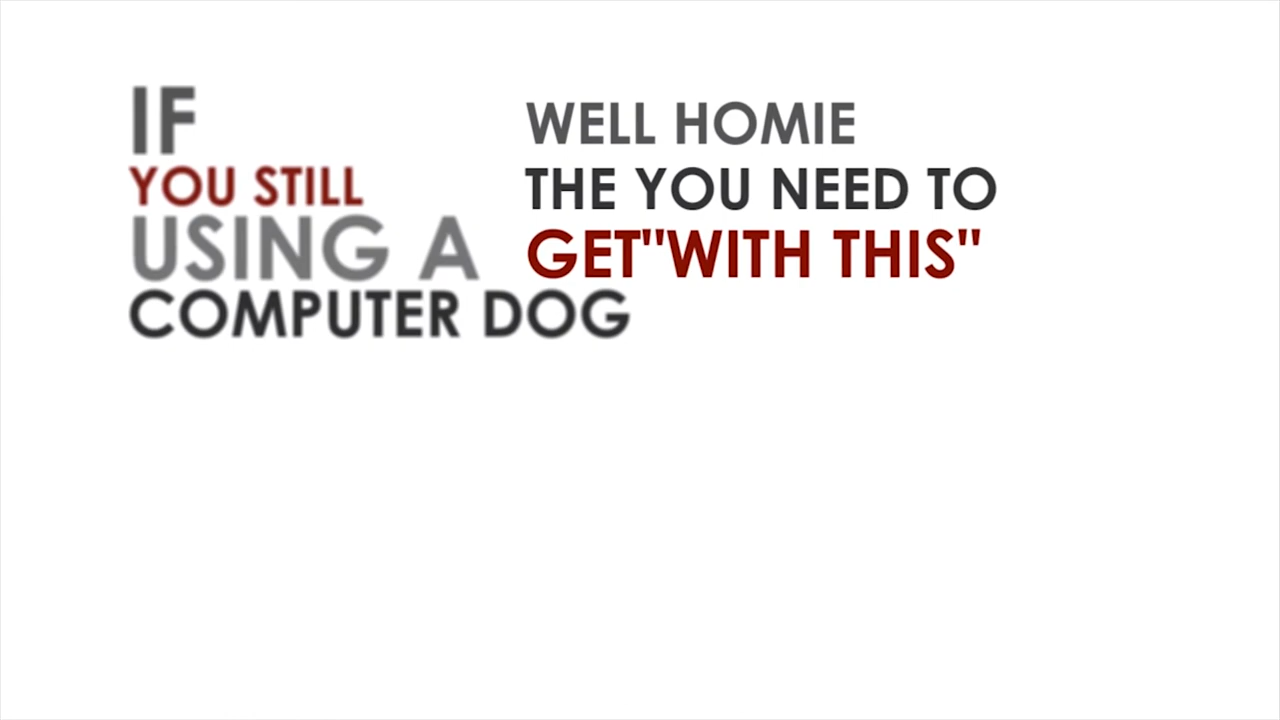 IF
YOU STILL
USING A
COMPUTER DOG
WELL HOMIE
THE YOU NEED TO
GET"WITH THIS"